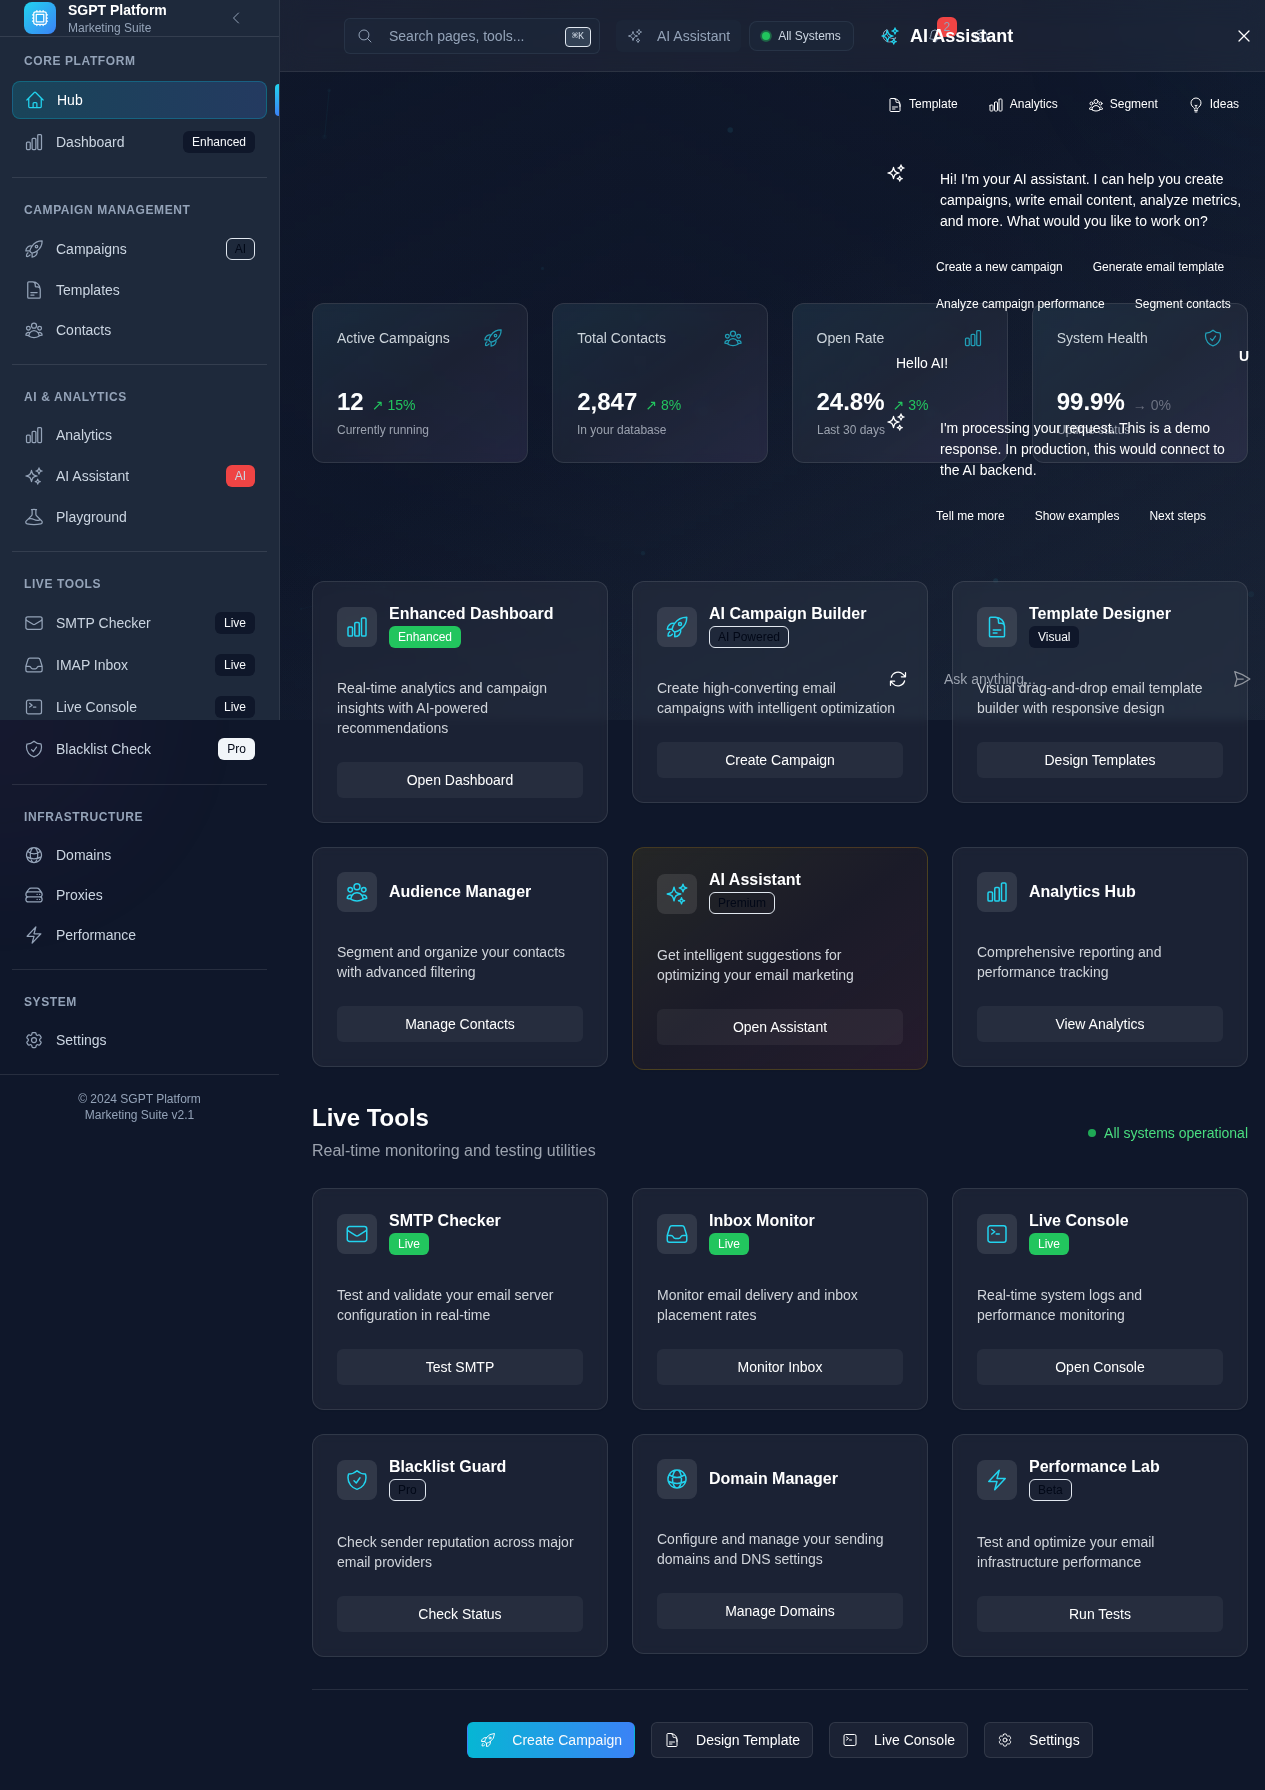 SGPT Platform
Marketing Suite
CORE PLATFORM
Hub
Dashboard Enhanced
CAMPAIGN MANAGEMENT
Campaigns AI
Templates
Contacts
AI & ANALYTICS
Analytics
AI Assistant AI
Playground
LIVE TOOLS
SMTP Checker Live
IMAP Inbox Live
Live Console Live
Blacklist Check Pro
INFRASTRUCTURE
Domains
Proxies
Performance
SYSTEM
Settings
© 2024 SGPT Platform
Marketing Suite v2.1
Search pages, tools... ⌘K
AI Assistant
All Systems
2
AI Assistant
Template Analytics Segment Ideas
Hi! I'm your AI assistant. I can help you create
campaigns, write email content, analyze metrics,
and more. What would you like to work on?
Create a new campaign Generate email template
Analyze campaign performance Segment contacts
Hello AI!
U
I'm processing your request. This is a demo
response. In production, this would connect to
the AI backend.
Tell me more Show examples Next steps
Ask anything...
Active Campaigns
12 ↗ 15%
Currently running
Total Contacts
2,847 ↗ 8%
In your database
Open Rate
24.8% ↗ 3%
Last 30 days
System Health
99.9% → 0%
Enhanced Dashboard
Enhanced
Real-time analytics and campaign
insights with AI-powered
recommendations
Open Dashboard
AI Campaign Builder
AI Powered
Create high-converting email
campaigns with intelligent optimization
Create Campaign
Template Designer
Visual
Visual drag-and-drop email template
builder with responsive design
Design Templates
Audience Manager
Segment and organize your contacts
with advanced filtering
Manage Contacts
AI Assistant
Premium
Get intelligent suggestions for
optimizing your email marketing
Open Assistant
Analytics Hub
Comprehensive reporting and
performance tracking
View Analytics
Live Tools
Real-time monitoring and testing utilities
All systems operational
SMTP Checker
Live
Test and validate your email server
configuration in real-time
Test SMTP
Inbox Monitor
Live
Monitor email delivery and inbox
placement rates
Monitor Inbox
Live Console
Live
Real-time system logs and
performance monitoring
Open Console
Blacklist Guard
Pro
Check sender reputation across major
email providers
Check Status
Domain Manager
Configure and manage your sending
domains and DNS settings
Manage Domains
Performance Lab
Beta
Test and optimize your email
infrastructure performance
Run Tests
Create Campaign
Design Template
Live Console
Settings